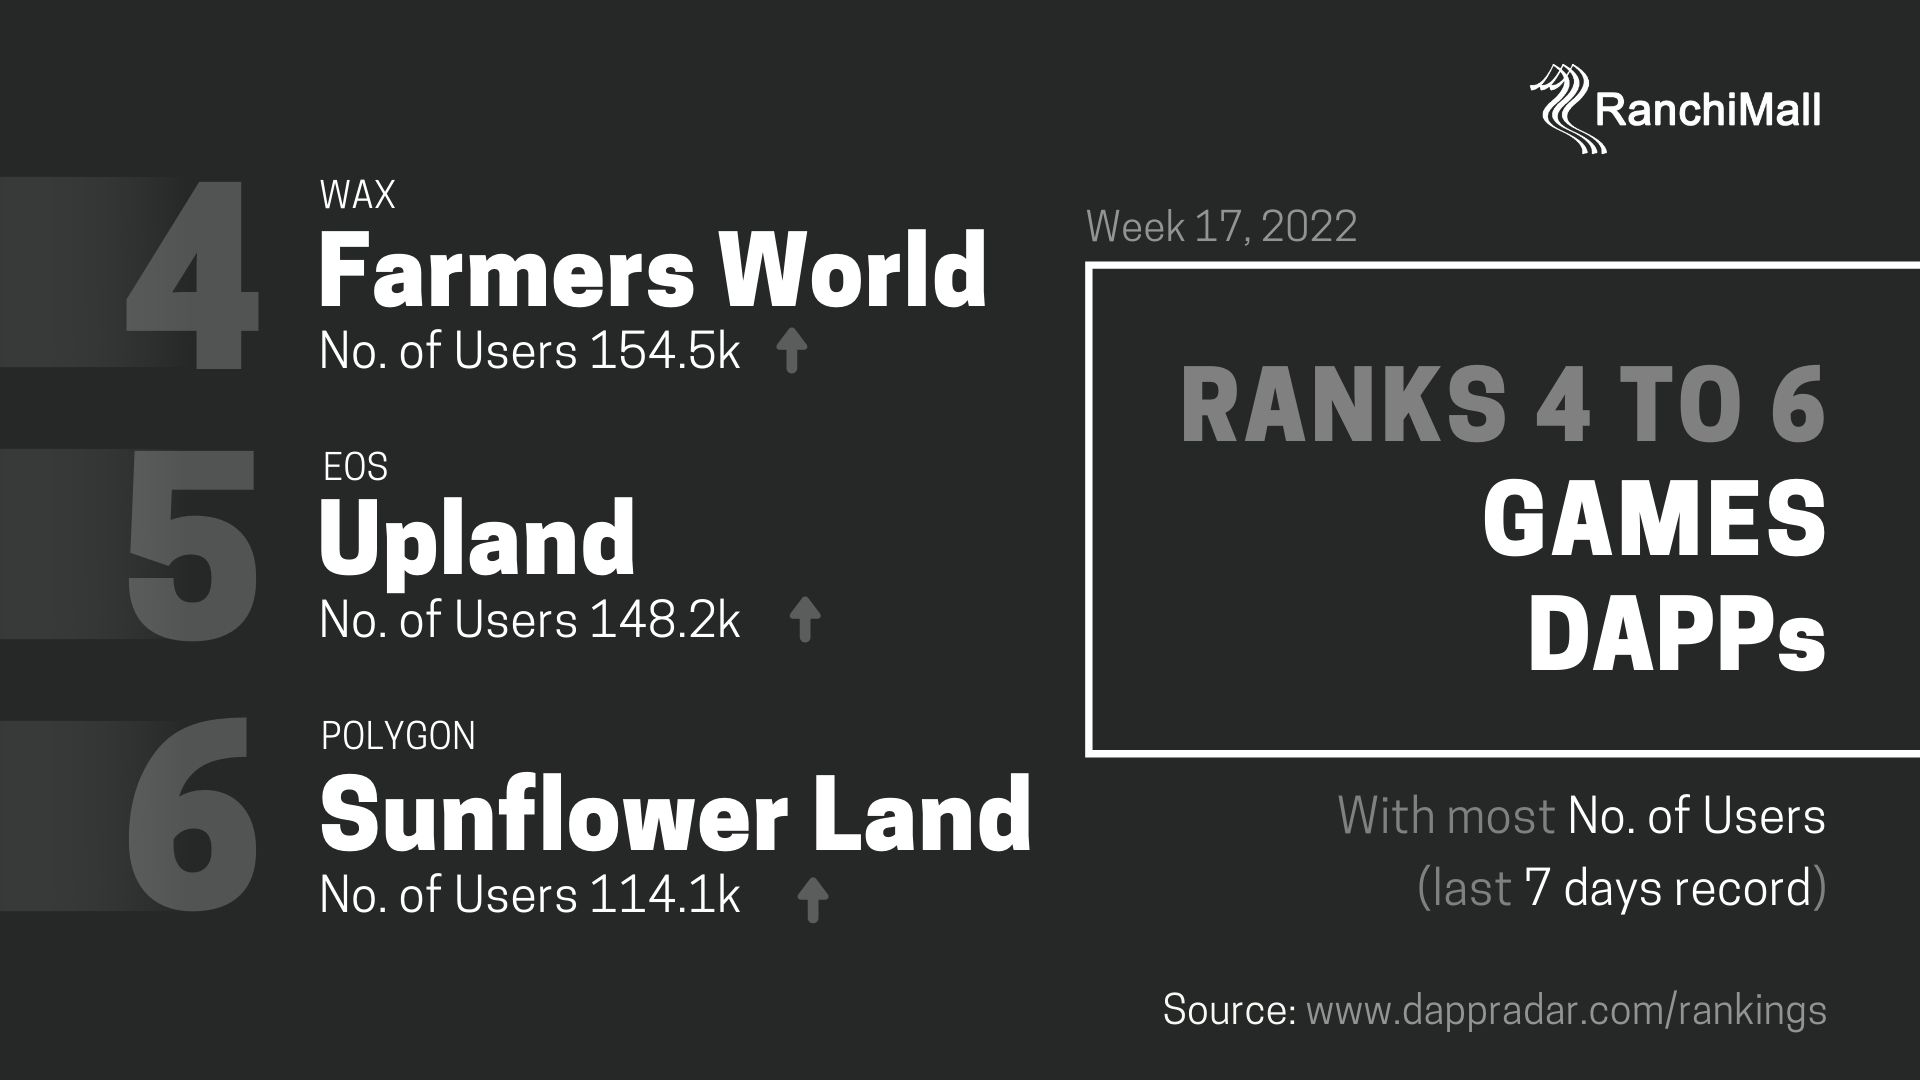 RanchiMall
4
WAX
Farmers World
No. of Users 154.5k
5
EOS
Upland
No. of Users 148.2k
6
POLYGON
Sunflower Land
No. of Users 114.1k
Week 17, 2022
RANKS 4 TO 6
GAMES
DAPPs
With most No. of Users
(last 7 days record)
Source: www.dappradar.com/rankings